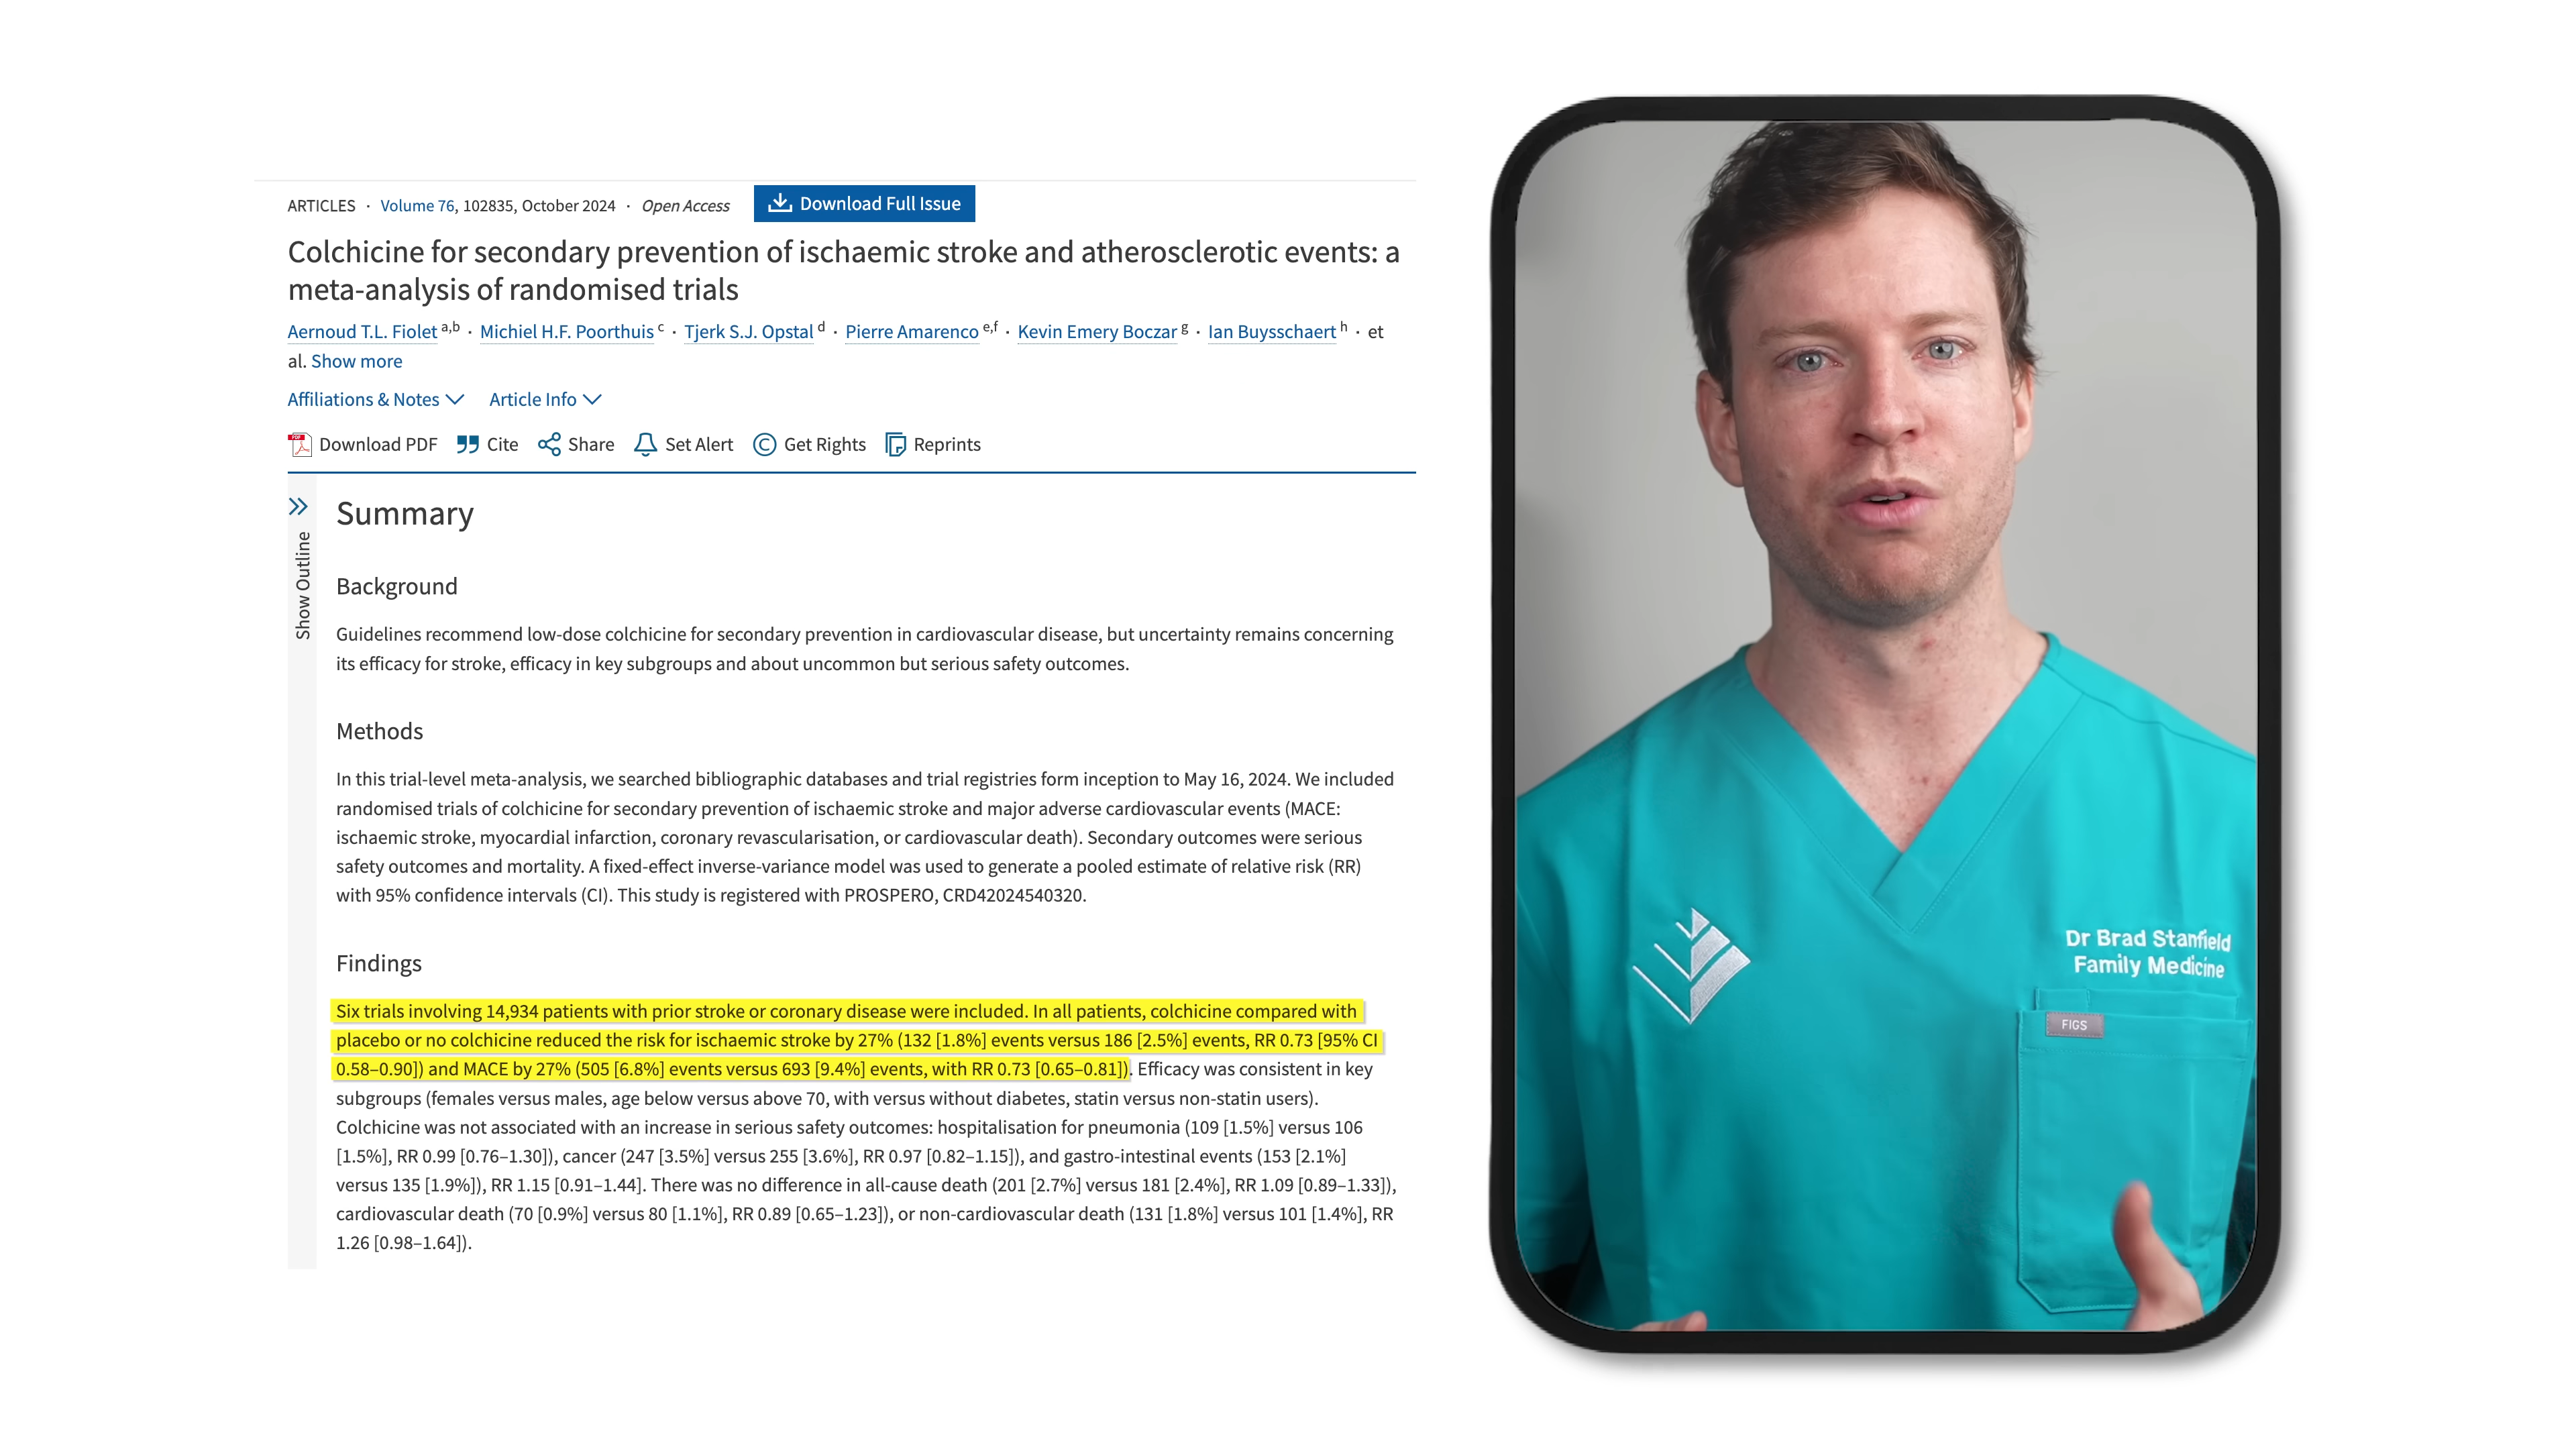 ARTICLES · Volume 76, 102835, October 2024 · Open Access
Download Full Issue
Colchicine for secondary prevention of ischaemic stroke and atherosclerotic events: a
meta-analysis of randomised trials
Aernoud T.L. Fiolet a,b · Michiel H.F. Poorthuis c · Tjerk S.J. Opstal d · Pierre Amarenco e,f · Kevin Emery Boczar g · Ian Buysschaert h · et
al. Show more
Affiliations & Notes
Article Info
Download PDF
Cite
Share
Set Alert
Get Rights
Reprints
Show Outline
Summary
Background
Guidelines recommend low-dose colchicine for secondary prevention in cardiovascular disease, but uncertainty remains concerning
its efficacy for stroke, efficacy in key subgroups and about uncommon but serious safety outcomes.
Methods
In this trial-level meta-analysis, we searched bibliographic databases and trial registries form inception to May 16, 2024. We included
randomised trials of colchicine for secondary prevention of ischaemic stroke and major adverse cardiovascular events (MACE:
ischaemic stroke, myocardial infarction, coronary revascularisation, or cardiovascular death). Secondary outcomes were serious
safety outcomes and mortality. A fixed-effect inverse-variance model was used to generate a pooled estimate of relative risk (RR)
with 95% confidence intervals (CI). This study is registered with PROSPERO, CRD42024540320.
Findings
Six trials involving 14,934 patients with prior stroke or coronary disease were included. In all patients, colchicine compared with
placebo or no colchicine reduced the risk for ischaemic stroke by 27% (132 [1.8%] events versus 186 [2.5%] events, RR 0.73 [95% CI
0.58–0.90]) and MACE by 27% (505 [6.8%] events versus 693 [9.4%] events, with RR 0.73 [0.65–0.81]). Efficacy was consistent in key
subgroups (females versus males, age below versus above 70, with versus without diabetes, statin versus non-statin users).
Colchicine was not associated with an increase in serious safety outcomes: hospitalisation for pneumonia (109 [1.5%] versus 106
[1.5%], RR 0.99 [0.76–1.30]), cancer (247 [3.5%] versus 255 [3.6%], RR 0.97 [0.82–1.15]), and gastro-intestinal events (153 [2.1%]
versus 135 [1.9%]), RR 1.15 [0.91–1.44]. There was no difference in all-cause death (201 [2.7%] versus 181 [2.4%], RR 1.09 [0.89–1.33]),
cardiovascular death (70 [0.9%] versus 80 [1.1%], RR 0.89 [0.65–1.23]), or non-cardiovascular death (131 [1.8%] versus 101 [1.4%], RR
1.26 [0.98–1.64]).
Dr Brad Stanfield
Family Medicine
FIGS